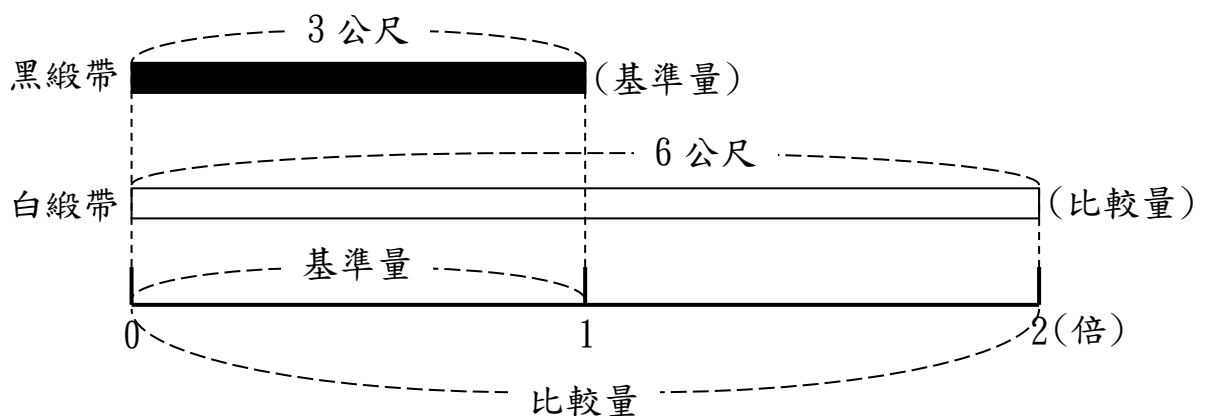 3公尺
黑緞帶 (基準量)
6公尺
白緞帶 (比較量)
基準量
0 1 2(倍)
比較量